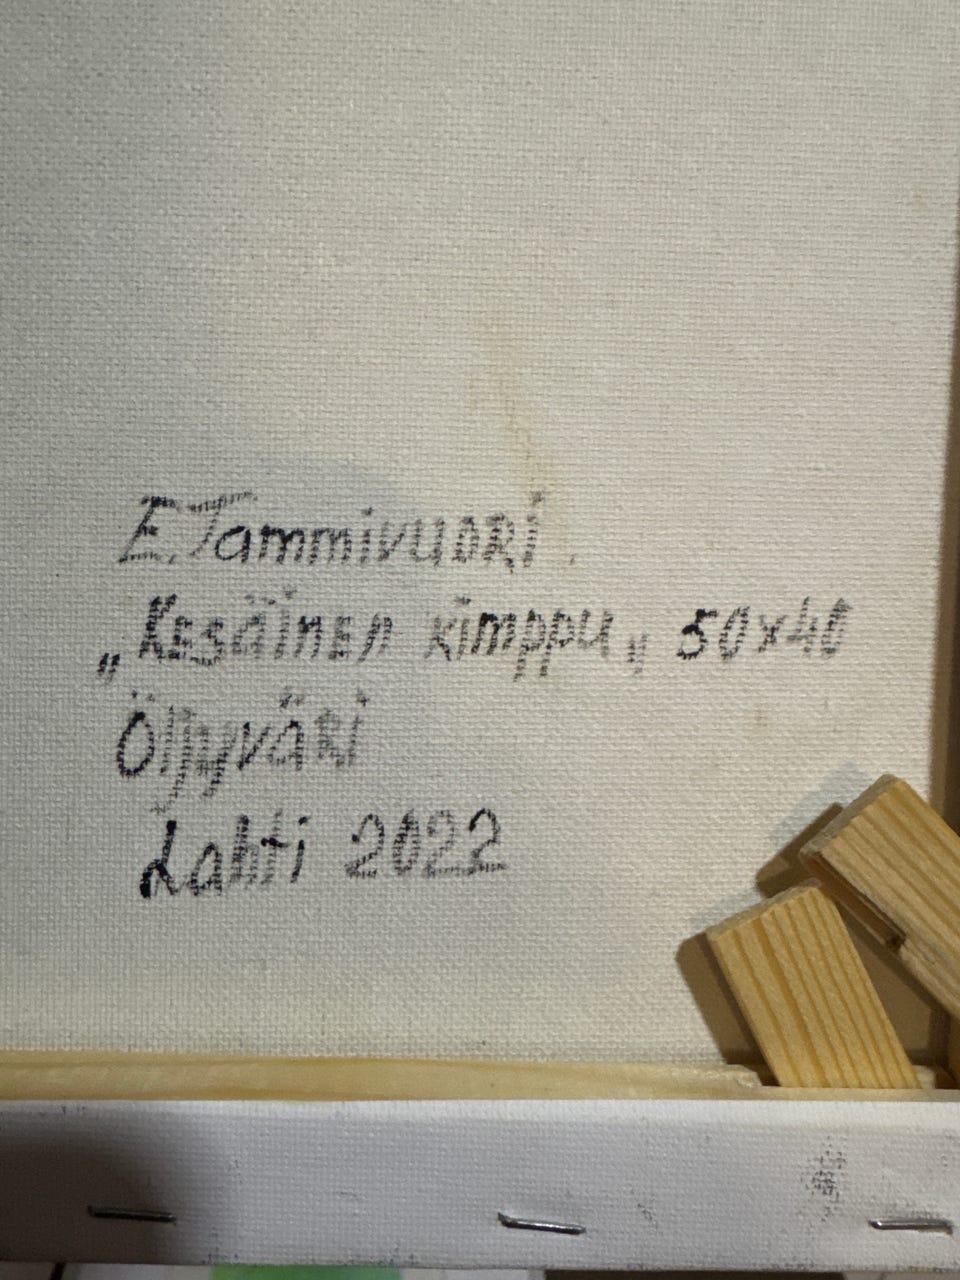 E. Tammivuori.
„Kesäinen kimppu„ 50x40
Öljyväri
Lahti 2022